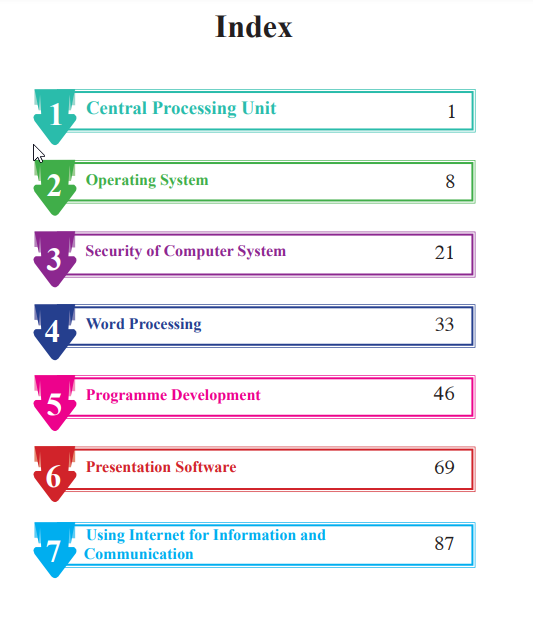 Index
1 Central Processing Unit 1
2 Operating System 8
3 Security of Computer System 21
4 Word Processing 33
5 Programme Development 46
6 Presentation Software 69
7 Using Internet for Information and
Communication 87